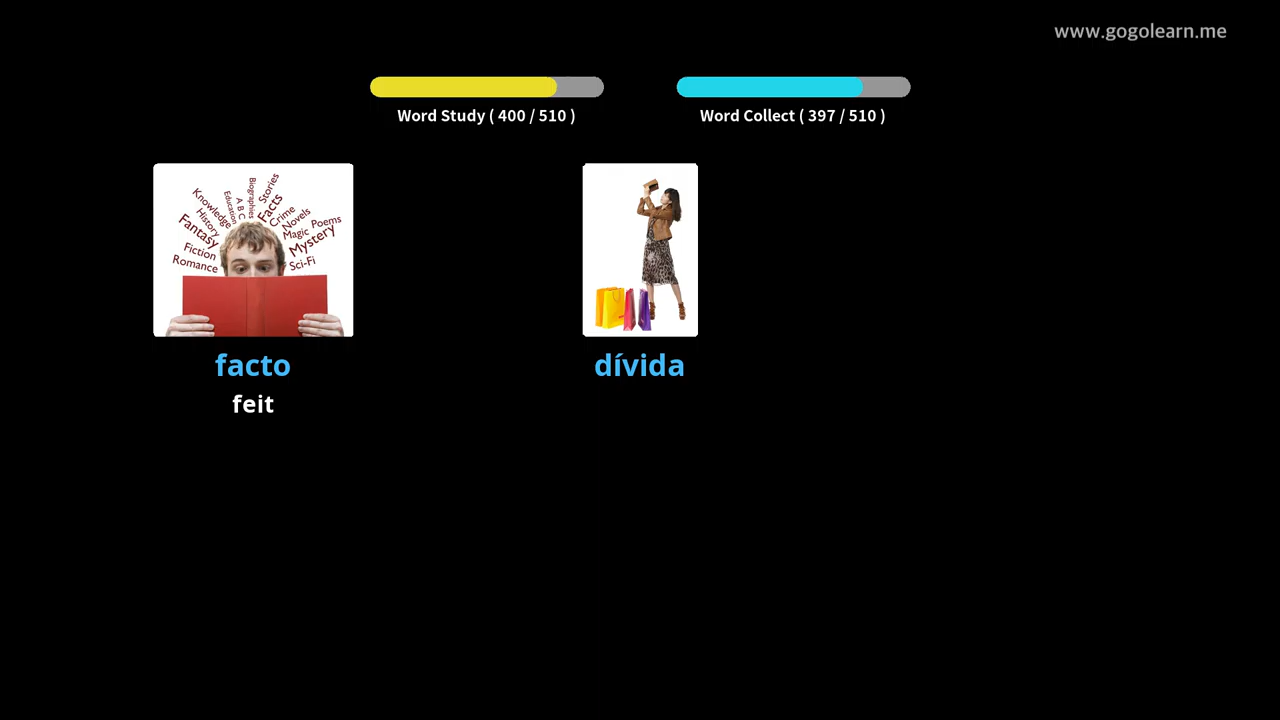 www.gogolearn.me
Word Study ( 400 / 510 )
Word Collect ( 397 / 510 )
Knowledge
Education
A B C
Biographies
Stories
Facts
Crime
Novels
Poems
Magic
Mystery
Sci-Fi
History
Fantasy
Fiction
Romance
facto
feit
dívida